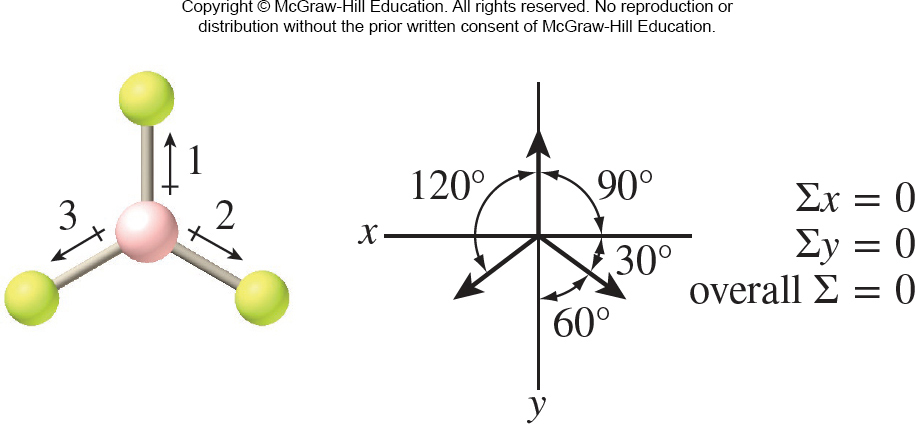 Copyright © McGraw-Hill Education. All rights reserved. No reproduction or
distribution without the prior written consent of McGraw-Hill Education.
1
3
2
120°
90°
x
30°
60°
y
Σx = 0
Σy = 0
overall Σ = 0